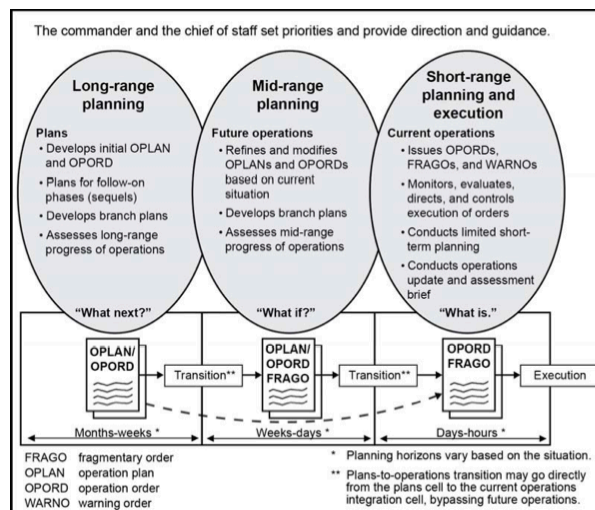 The commander and the chief of staff set priorities and provide direction and guidance.
Long-range
planning
Plans
• Develops initial OPLAN
and OPORD
• Plans for follow-on
phases (sequels)
• Develops branch plans
• Assesses long-range
progress of operations
"What next?"
Mid-range
planning
Future operations
• Refines and modifies
OPLANs and OPORDs
based on current
situation
• Develops branch plans
• Assesses mid-range
progress of operations
"What if?"
Short-range
planning and
execution
Current operations
• Issues OPORDs,
FRAGOs, and WARNOs
• Monitors, evaluates,
directs, and controls
execution of orders
• Conducts limited short-
term planning
• Conducts operations
update and assessment
brief
"What is."
OPLAN/
OPORD
Transition**
OPLAN/
OPORD
FRAGO
Transition**
OPORD
FRAGO
Execution
Months-weeks *
Weeks-days *
Days-hours *
FRAGO fragmentary order
OPLAN operation plan
OPORD operation order
WARNO warning order
* Planning horizons vary based on the situation.
** Plans-to-operations transition may go directly
from the plans cell to the current operations
integration cell, bypassing future operations.